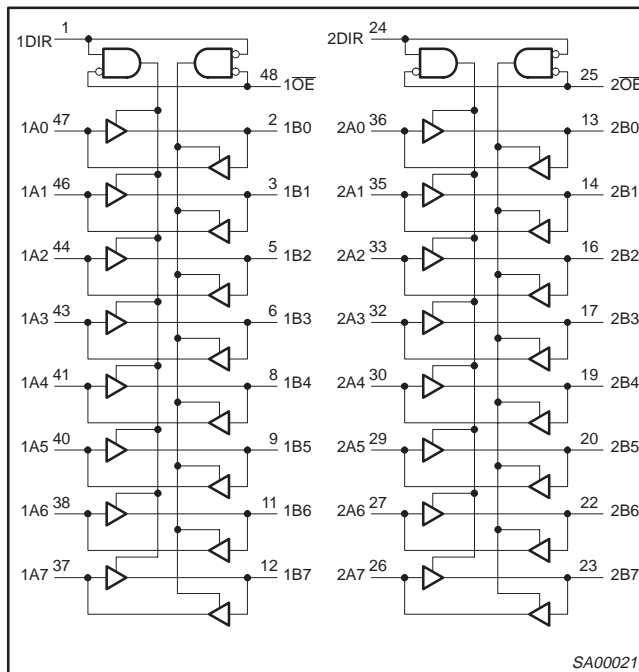 1DIR 1 2DIR 24
48 1OE 25 2OE
1A0 47 2 1B0 2A0 36 13 2B0
1A1 46 3 1B1 2A1 35 14 2B1
1A2 44 5 1B2 2A2 33 16 2B2
1A3 43 6 1B3 2A3 32 17 2B3
1A4 41 8 1B4 2A4 30 19 2B4
1A5 40 9 1B5 2A5 29 20 2B5
1A6 38 11 1B6 2A6 27 22 2B6
1A7 37 12 1B7 2A7 26 23 2B7
SA00021